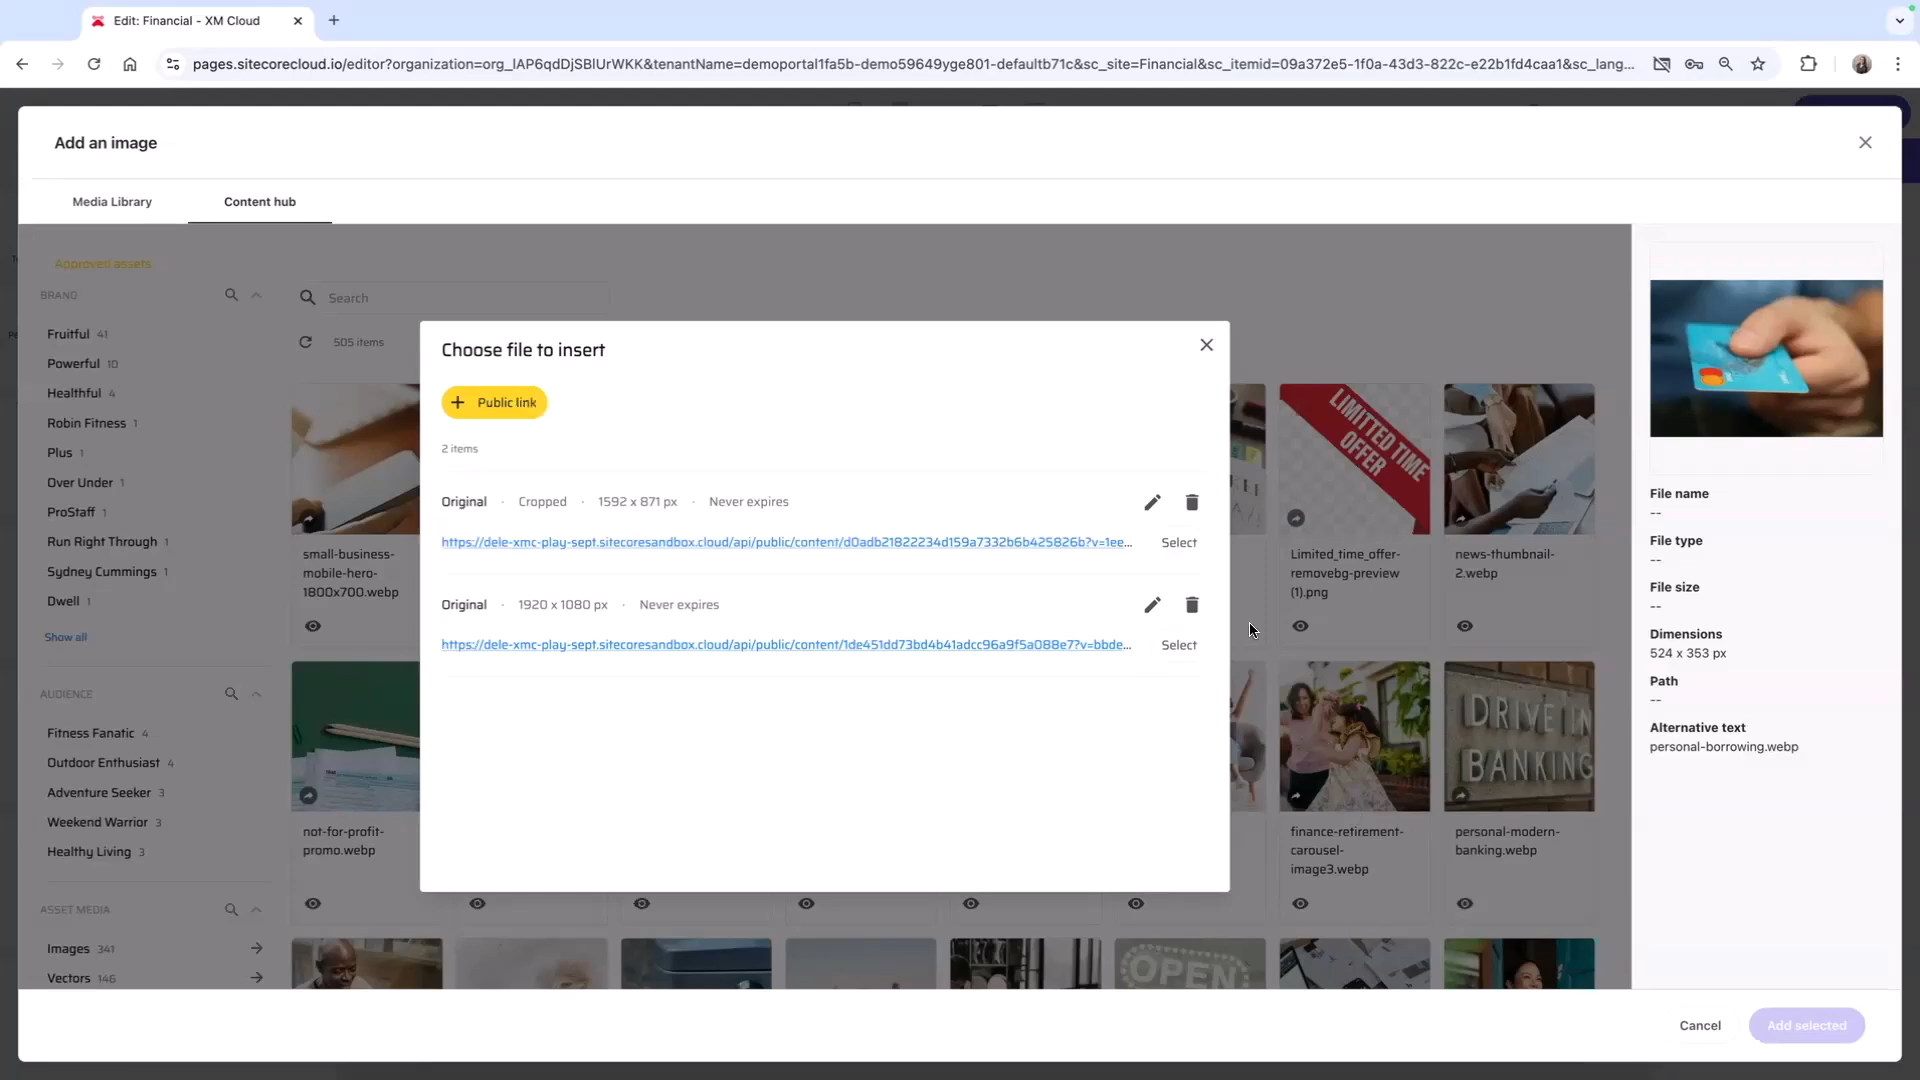 Edit: Financial - XM Cloud
pages.sitecorecloud.io/editor?organization=org_lAP6qdDjSBlUrWKK&tenantName=demoportal1fa5b-demo59649yge801-defaultb71c&sc_site=Financial&sc_itemid=09a372e5-1f0a-43d3-822c-e22b1fd4caa1&sc_lang...
Add an image
Media Library
Content hub
Approved assets
BRAND
Fruitful 41
Powerful 10
Healthful 4
Robin Fitness 1
Plus 1
Over Under 1
ProStaff 1
Run Right Through 1
Sydney Cummings 1
Dwell 1
Show all
AUDIENCE
Fitness Fanatic 4
Outdoor Enthusiast 4
Adventure Seeker 3
Weekend Warrior 3
Healthy Living 3
ASSET MEDIA
Images 341
Vectors 146
Search
505 items
small-business-
mobile-hero-
1800x700.webp
not-for-profit-
promo.webp
Choose file to insert
+ Public link
2 items
Original · Cropped · 1592 x 871 px · Never expires
https://dele-xmc-play-sept.sitecoresandbox.cloud/api/public/content/d0adb21822234d159a7332b6b425826b?v=1ee...
Select
Original · 1920 x 1080 px · Never expires
https://dele-xmc-play-sept.sitecoresandbox.cloud/api/public/content/1de451dd73bd4b41adcc96a9f5a088e7?v=bbde...
Select
LIMITED TIME
OFFER
Limited_time_offer-
removebg-preview
(1).png
news-thumbnail-
2.webp
finance-retirement-
carousel-
image3.webp
DRIVE IN
BANKING
personal-modern-
banking.webp
OPEN
File name
--
File type
--
File size
--
Dimensions
524 x 353 px
Path
--
Alternative text
personal-borrowing.webp
Cancel
Add selected